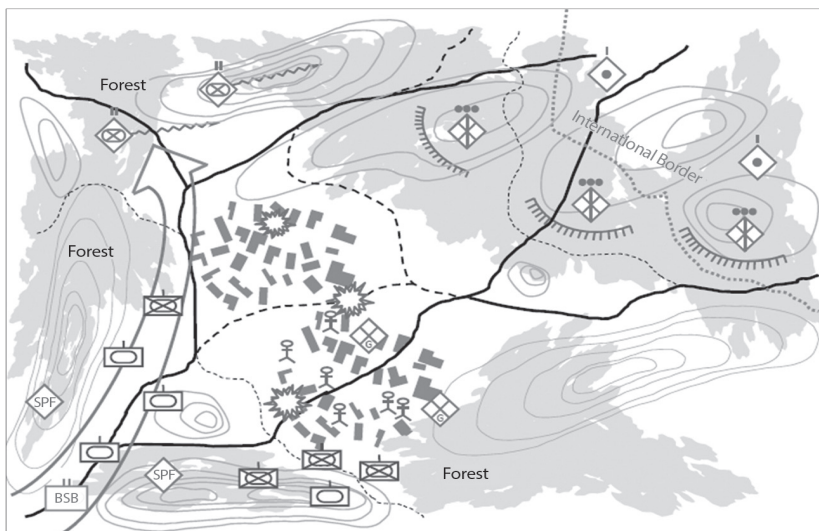 Forest
International Border
Forest
G
SPF
G
SPF
Forest
BSB